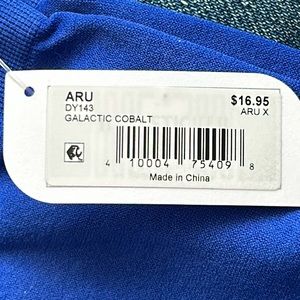 ARU $16.95
DY143 ARU X
GALACTIC COBALT
4 10004 75409 8
Made in China